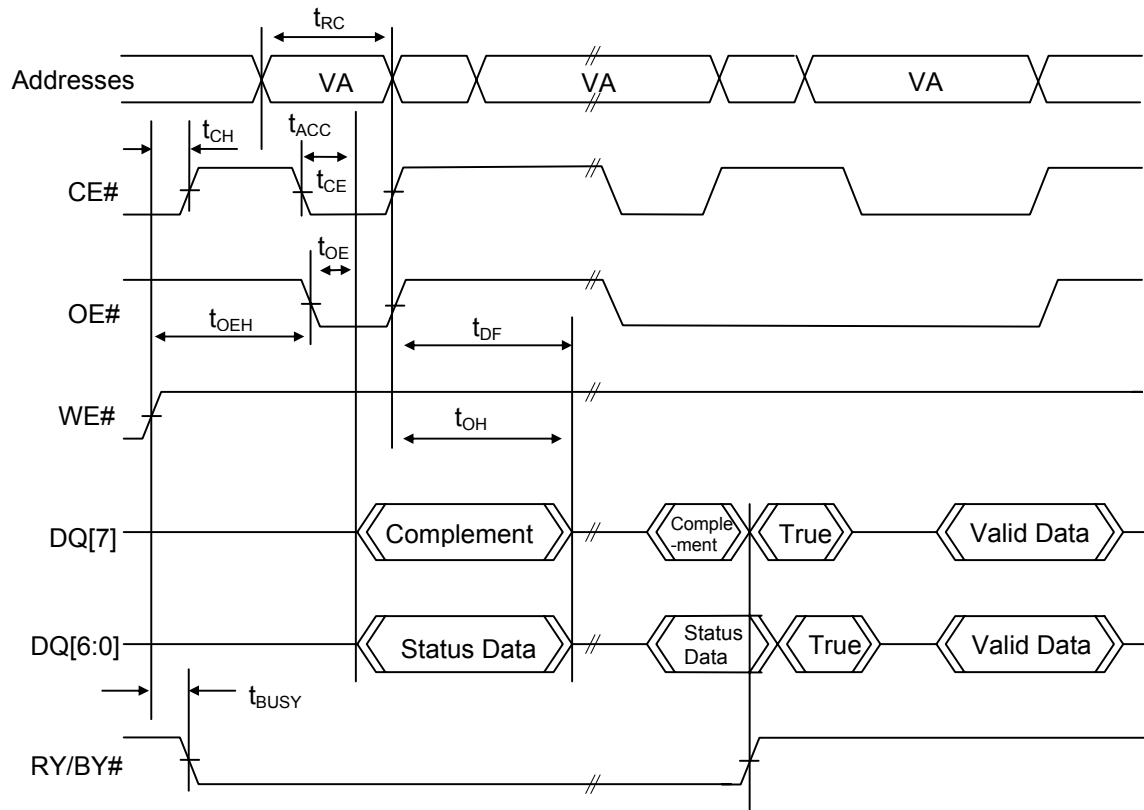 tRC
Addresses VA VA VA
tCH tACC
CE# tCE
tOE
OE#
tOEH tDF
WE#
tOH
DQ[7] Complement Comple
-ment True Valid Data
DQ[6:0] Status Data Status
Data True Valid Data
tBUSY
RY/BY#